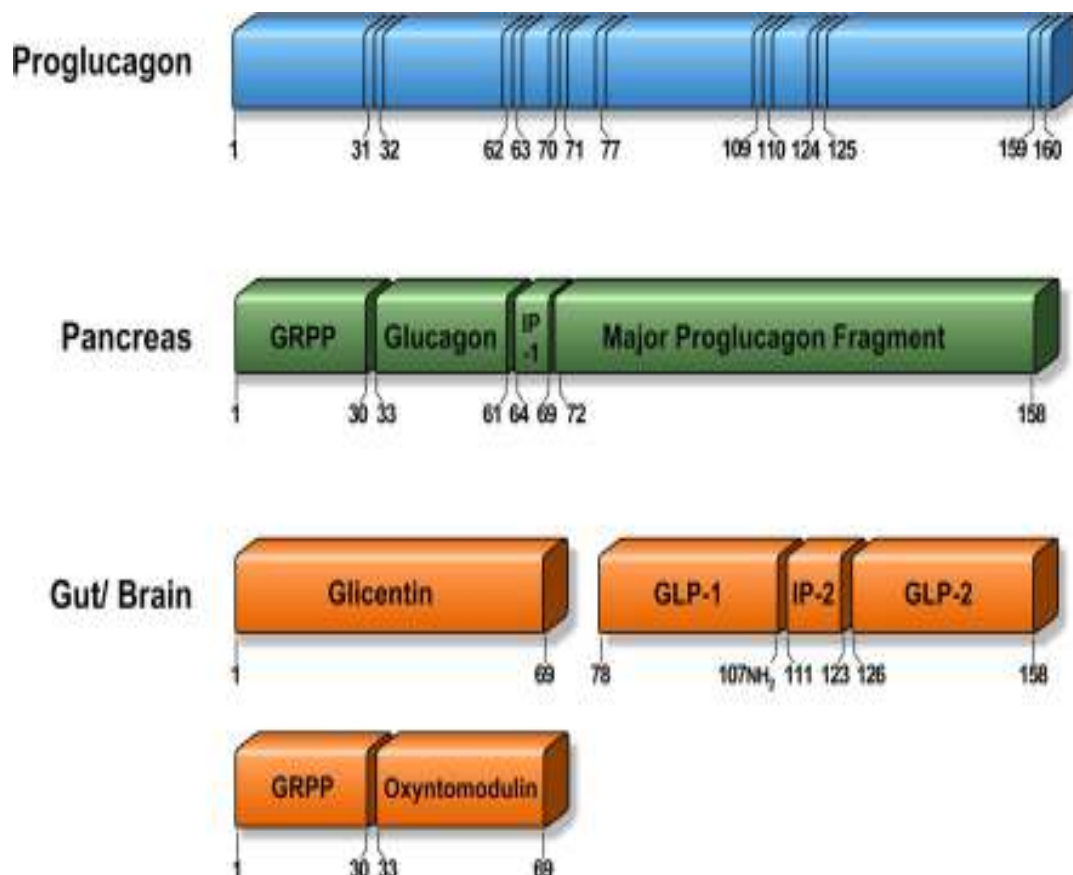 Proglucagon
1 31 32 62 63 70 71 77 109 110 124 125 159 160
Pancreas
GRPP Glucagon IP-1 Major Proglucagon Fragment
1 30 33 61 64 69 72 158
Gut/ Brain
Glicentin GLP-1 IP-2 GLP-2
1 69 78 107NH₂ 111 123 126 158
GRPP Oxyntomodulin
1 30 33 69